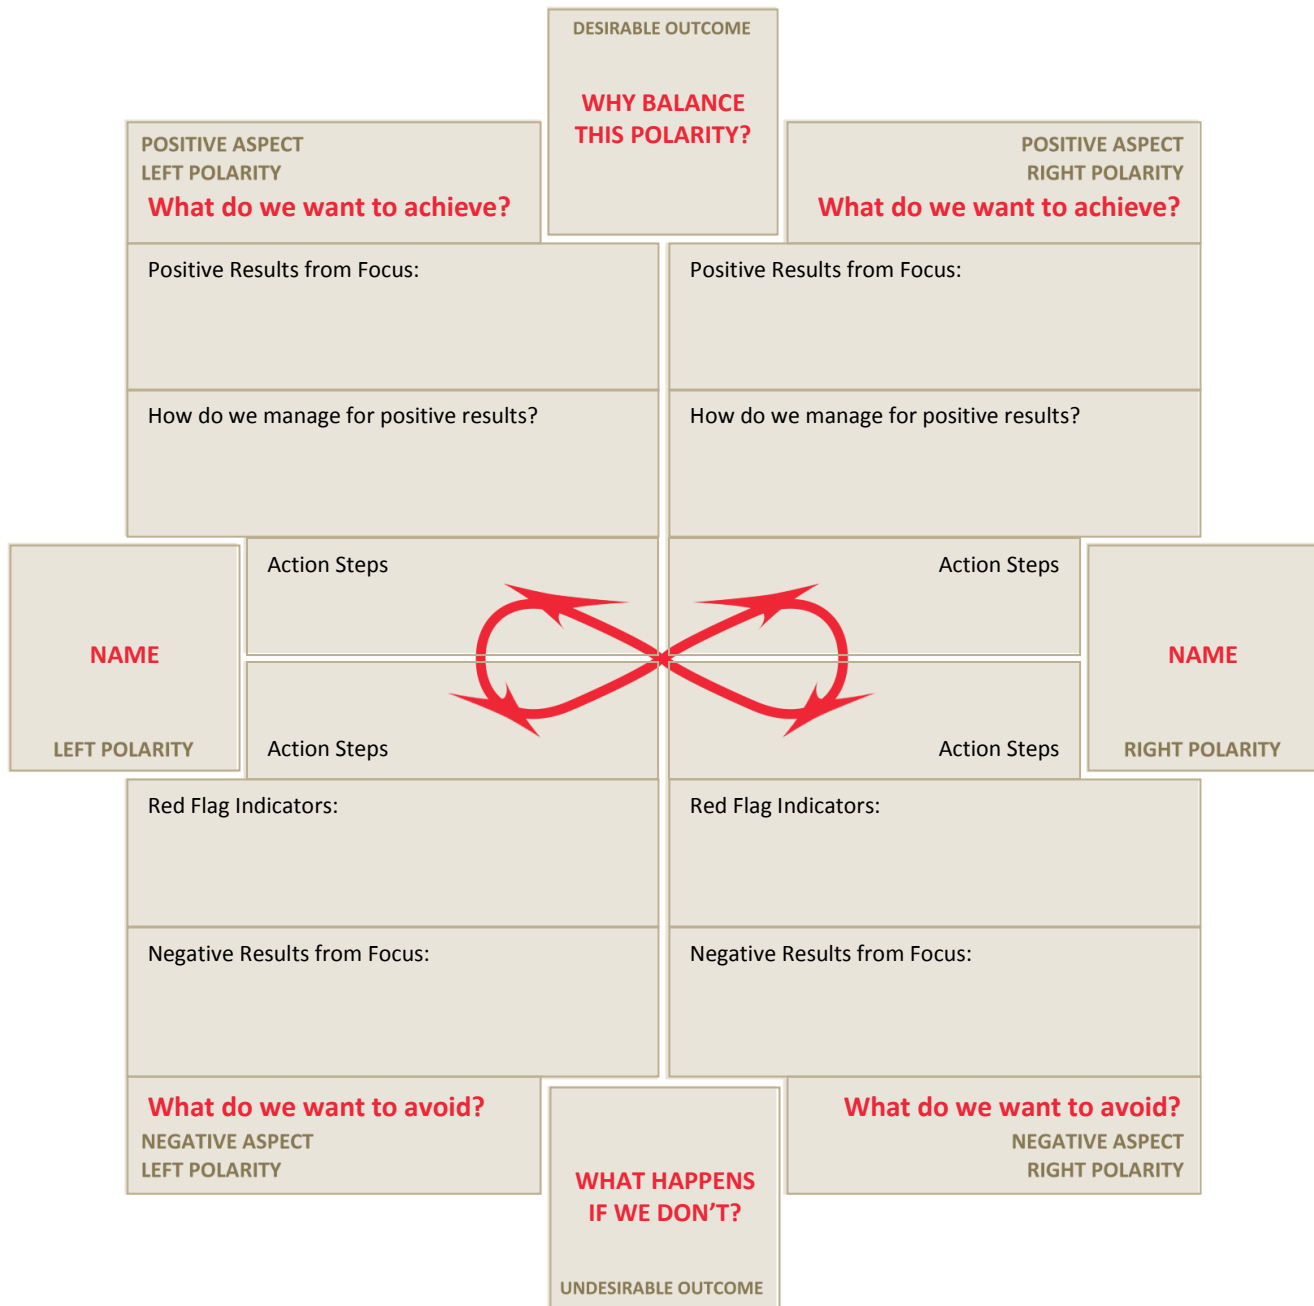 DESIRABLE OUTCOME
WHY BALANCE
THIS POLARITY?
POSITIVE ASPECT
LEFT POLARITY
What do we want to achieve?
POSITIVE ASPECT
RIGHT POLARITY
What do we want to achieve?
Positive Results from Focus:
Positive Results from Focus:
How do we manage for positive results?
How do we manage for positive results?
Action Steps
Action Steps
NAME
LEFT POLARITY
NAME
RIGHT POLARITY
Action Steps
Action Steps
Red Flag Indicators:
Red Flag Indicators:
Negative Results from Focus:
Negative Results from Focus:
What do we want to avoid?
NEGATIVE ASPECT
LEFT POLARITY
What do we want to avoid?
NEGATIVE ASPECT
RIGHT POLARITY
WHAT HAPPENS
IF WE DON’T?
UNDESIRABLE OUTCOME